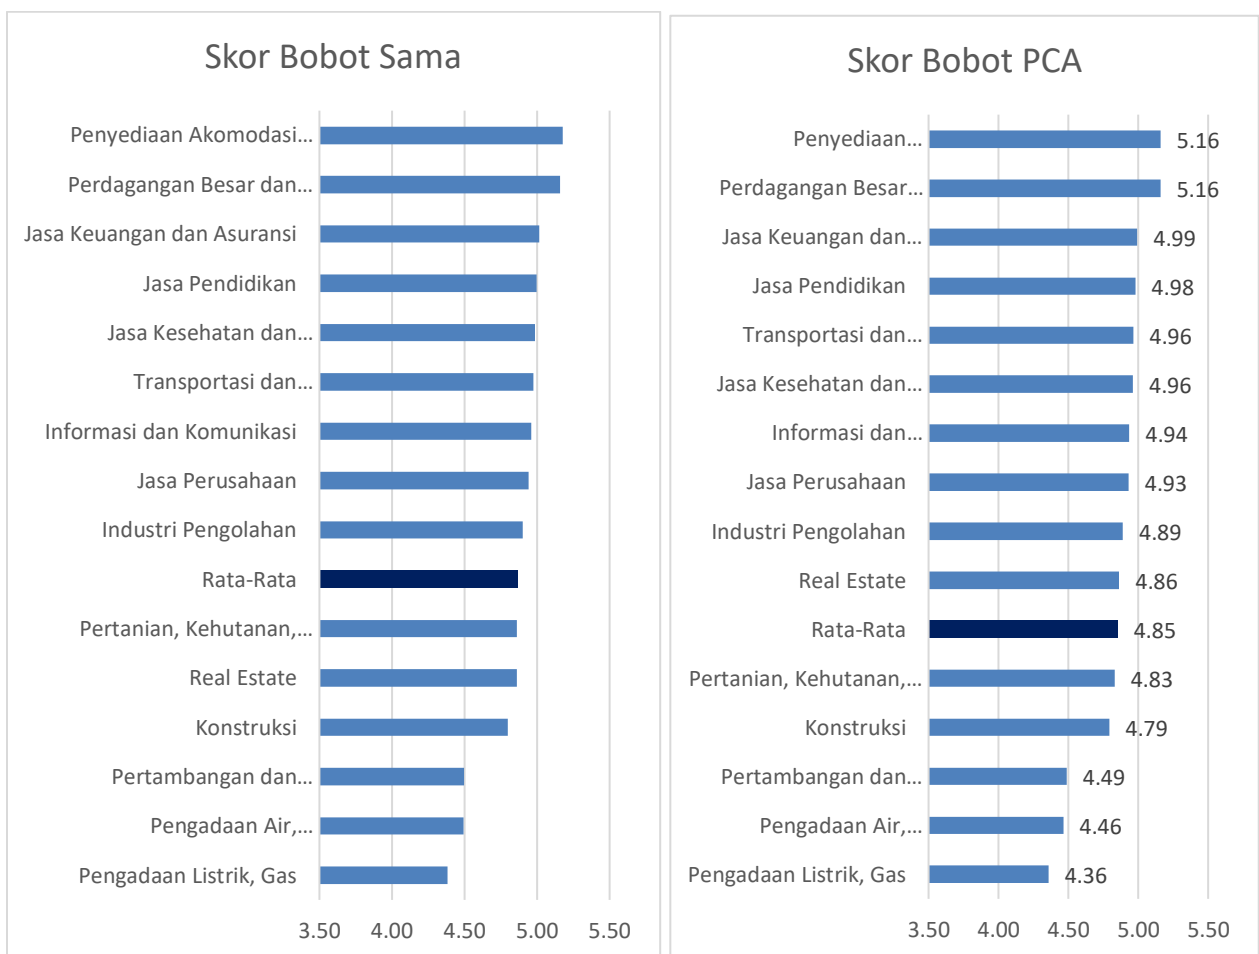 Skor Bobot Sama
Penyediaan Akomodasi...
Perdagangan Besar dan...
Jasa Keuangan dan Asuransi
Jasa Pendidikan
Jasa Kesehatan dan...
Transportasi dan...
Informasi dan Komunikasi
Jasa Perusahaan
Industri Pengolahan
Rata-Rata
Pertanian, Kehutanan,...
Real Estate
Konstruksi
Pertambangan dan...
Pengadaan Air,...
Pengadaan Listrik, Gas
3.50 4.00 4.50 5.00 5.50
Skor Bobot PCA
Penyediaan... 5.16
Perdagangan Besar... 5.16
Jasa Keuangan dan... 4.99
Jasa Pendidikan 4.98
Transportasi dan... 4.96
Jasa Kesehatan dan... 4.96
Informasi dan... 4.94
Jasa Perusahaan 4.93
Industri Pengolahan 4.89
Real Estate 4.86
Rata-Rata 4.85
Pertanian, Kehutanan,... 4.83
Konstruksi 4.79
Pertambangan dan... 4.49
Pengadaan Air,... 4.46
Pengadaan Listrik, Gas 4.36
3.50 4.00 4.50 5.00 5.50